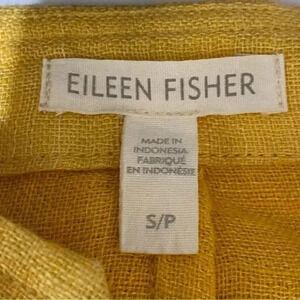 EILEEN FISHER
MADE IN
INDONESIA
FABRIQUÉ
EN INDONÉSIE
S/P